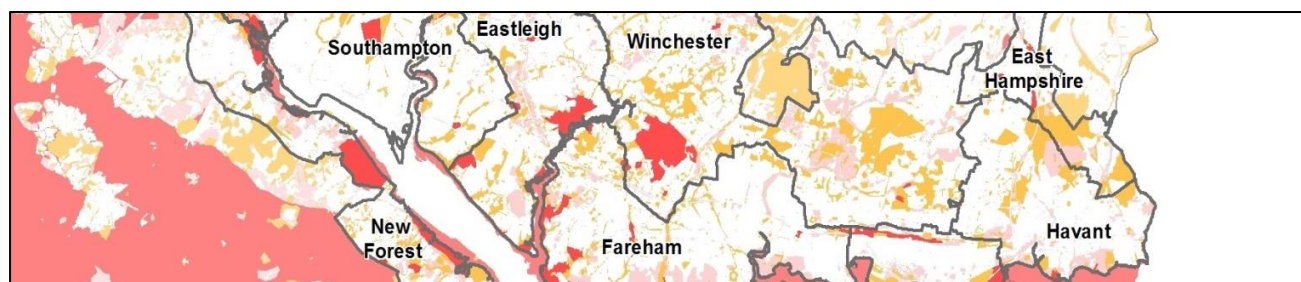 Southampton
Eastleigh
Winchester
East
Hampshire
New
Forest
Fareham
Havant